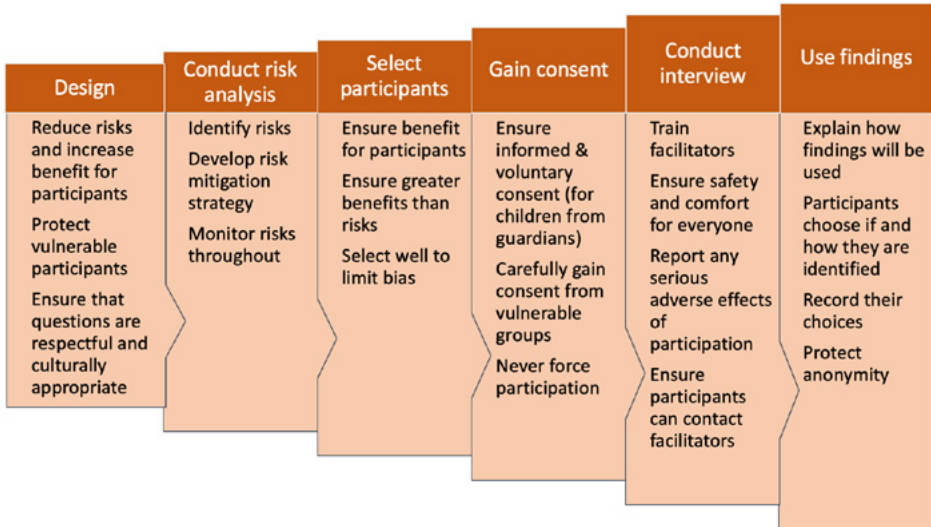 Design
Reduce risks
and increase
benefit for
participants
Protect
vulnerable
participants
Ensure that
questions are
respectful and
culturally
appropriate
Conduct risk
analysis
Identify risks
Develop risk
mitigation
strategy
Monitor risks
throughout
Select
participants
Ensure benefit
for participants
Ensure greater
benefits than
risks
Select well to
limit bias
Gain consent
Ensure
informed &
voluntary
consent (for
children from
guardians)
Carefully gain
consent from
vulnerable
groups
Never force
participation
Conduct
interview
Train
facilitators
Ensure safety
and comfort
for everyone
Report any
serious
adverse effects
of
participation
Ensure
participants
can contact
facilitators
Use findings
Explain how
findings will be
used
Participants
choose if and
how they are
identified
Record their
choices
Protect
anonymity